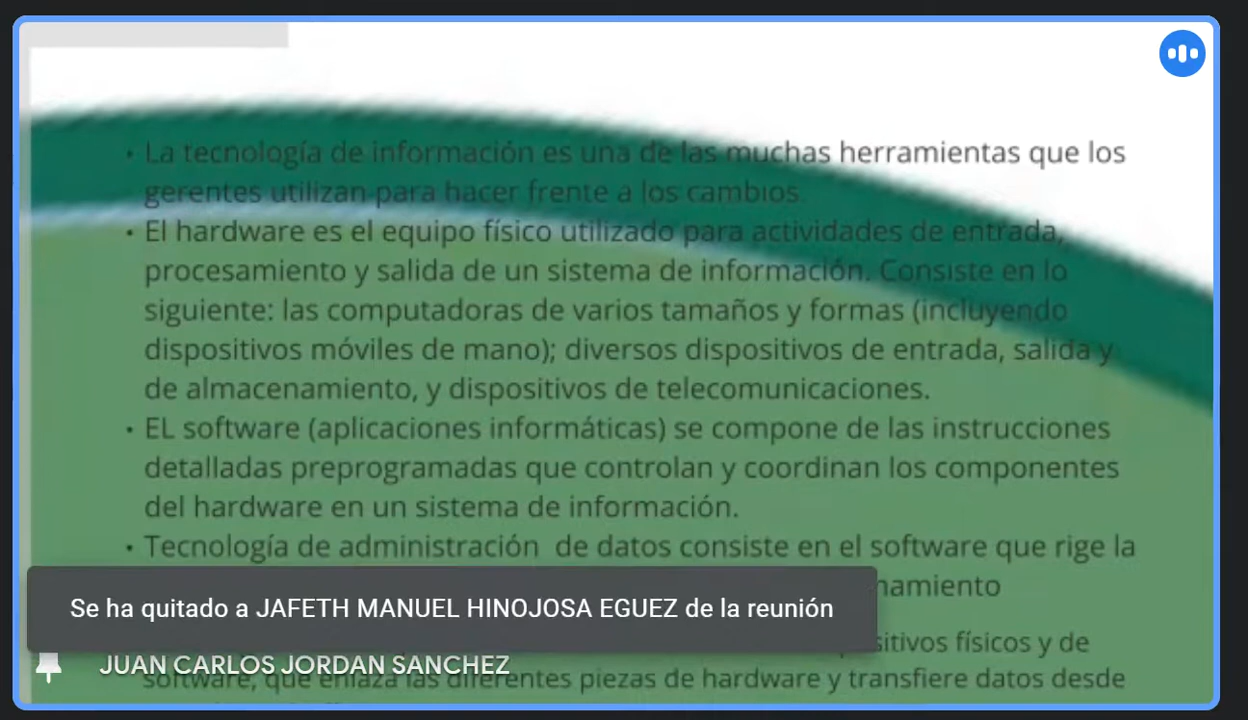 • La tecnología de información es una de las muchas herramientas que los
gerentes utilizan para hacer frente a los cambios.
• El hardware es el equipo físico utilizado para actividades de entrada,
procesamiento y salida de un sistema de información. Consiste en lo
siguiente: las computadoras de varios tamaños y formas (incluyendo
dispositivos móviles de mano); diversos dispositivos de entrada, salida y
de almacenamiento, y dispositivos de telecomunicaciones.
• EL software (aplicaciones informáticas) se compone de las instrucciones
detalladas preprogramadas que controlan y coordinan los componentes
del hardware en un sistema de información.
• Tecnología de administración de datos consiste en el software que rige la
namiento
Se ha quitado a JAFETH MANUEL HINOJOSA EGUEZ de la reunión
sitivos físicos y de
JUAN CARLOS JORDAN SANCHEZ
software, que enlaza las diferentes piezas de hardware y transfiere datos desde